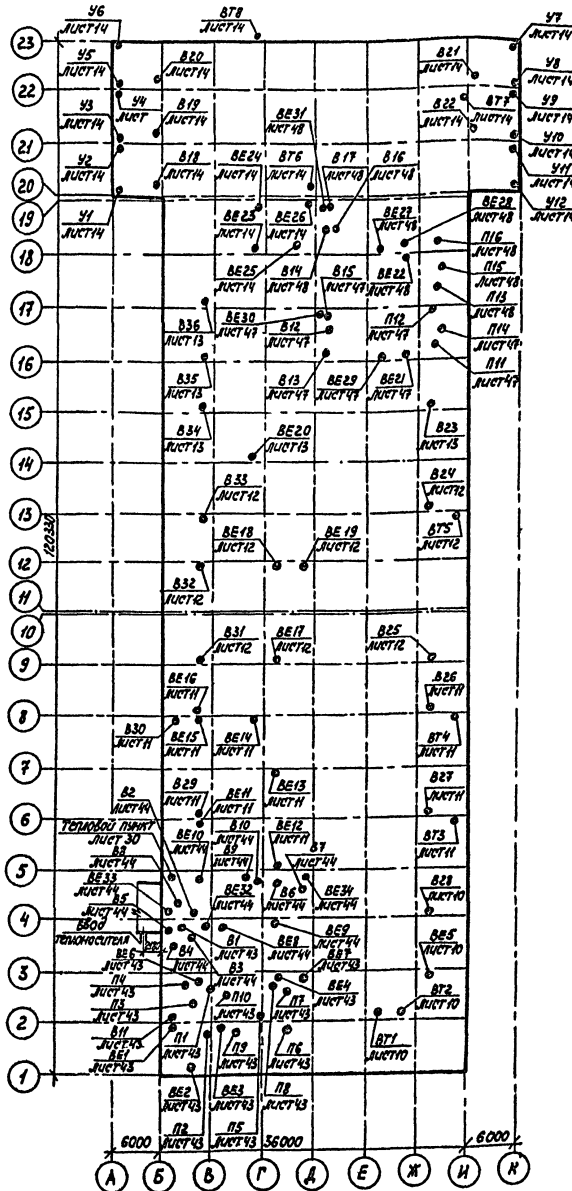 У6
ЛИСТ14
ВТ8
ЛИСТ14
У7
ЛИСТ14
23
У5
ЛИСТ14
В20
ЛИСТ14
В21
ЛИСТ14
У8
ЛИСТ14
22
У3
ЛИСТ14
У4
ЛИСТ
В19
ЛИСТ14
ВЕ31
ЛИСТ48
В22
ЛИСТ14
ВТ7
ЛИСТ14
У9
ЛИСТ14
21
У2
ЛИСТ14
В18
ЛИСТ14
ВЕ24
ЛИСТ14
ВТ6
ЛИСТ14
В17
ЛИСТ48
В16
ЛИСТ48
У10
ЛИСТ14
У11
ЛИСТ14
20
19
У1
ЛИСТ14
ВЕ23
ЛИСТ14
ВЕ26
ЛИСТ14
ВЕ27
ЛИСТ48
ВЕ28
ЛИСТ48
У12
ЛИСТ14
П16
ЛИСТ48
18
ВЕ25
ЛИСТ14
В14
ЛИСТ48
В15
ЛИСТ47
ВЕ22
ЛИСТ48
П15
ЛИСТ48
П13
ЛИСТ48
17
В36
ЛИСТ13
ВЕ30
ЛИСТ47
В12
ЛИСТ47
П12
ЛИСТ47
П14
ЛИСТ47
16
В35
ЛИСТ13
В13
ЛИСТ47
ВЕ29
ЛИСТ47
ВЕ21
ЛИСТ47
П11
ЛИСТ47
15
В34
ЛИСТ13
ВЕ20
ЛИСТ13
В23
ЛИСТ13
14
В33
ЛИСТ12
В24
ЛИСТ12
13
120330
ВЕ18
ЛИСТ12
ВЕ19
ЛИСТ12
ВТ5
ЛИСТ12
12
В32
ЛИСТ12
11
10
В31
ЛИСТ12
ВЕ17
ЛИСТ12
В25
ЛИСТ12
9
ВЕ16
ЛИСТ11
В26
ЛИСТ11
8
В30
ЛИСТ11
ВЕ15
ЛИСТ11
ВЕ14
ЛИСТ11
ВТ4
ЛИСТ11
7
В2
ЛИСТ44
В29
ЛИСТ11
ВЕ11
ЛИСТ11
ВЕ13
ЛИСТ11
В27
ЛИСТ11
6
ТЕПЛОВОЙ ПУНКТ
ЛИСТ 30
ВЕ10
ЛИСТ44
В10
ЛИСТ44
ВЕ12
ЛИСТ11
ВТ3
ЛИСТ11
В8
ЛИСТ44
В9
ЛИСТ44
В7
ЛИСТ44
5
ВЕ33
ЛИСТ44
ВЕ32
ЛИСТ44
В6
ЛИСТ44
ВЕ34
ЛИСТ44
В28
ЛИСТ10
В5
ЛИСТ44
4
ВВОД
ТЕПЛОНОСИТЕЛЯ
В4
ЛИСТ44
В1
ЛИСТ43
ВЕ8
ЛИСТ44
ВЕ9
ЛИСТ44
ВЕ5
ЛИСТ10
ВЕ6
ЛИСТ43
В3
ЛИСТ44
ВЕ7
ЛИСТ43
3
П4
ЛИСТ43
П10
ЛИСТ43
П7
ЛИСТ43
ВЕ4
ЛИСТ43
ВТ2
ЛИСТ10
П3
ЛИСТ43
2
В11
ЛИСТ43
П1
ЛИСТ43
П9
ЛИСТ43
П6
ЛИСТ43
ВТ1
ЛИСТ10
ВЕ1
ЛИСТ43
1
ВЕ2
ЛИСТ43
ВЕ3
ЛИСТ43
П8
ЛИСТ43
П2
ЛИСТ43
П5
ЛИСТ43
6000
36000
6000
А Б В Г Д Е Ж И К